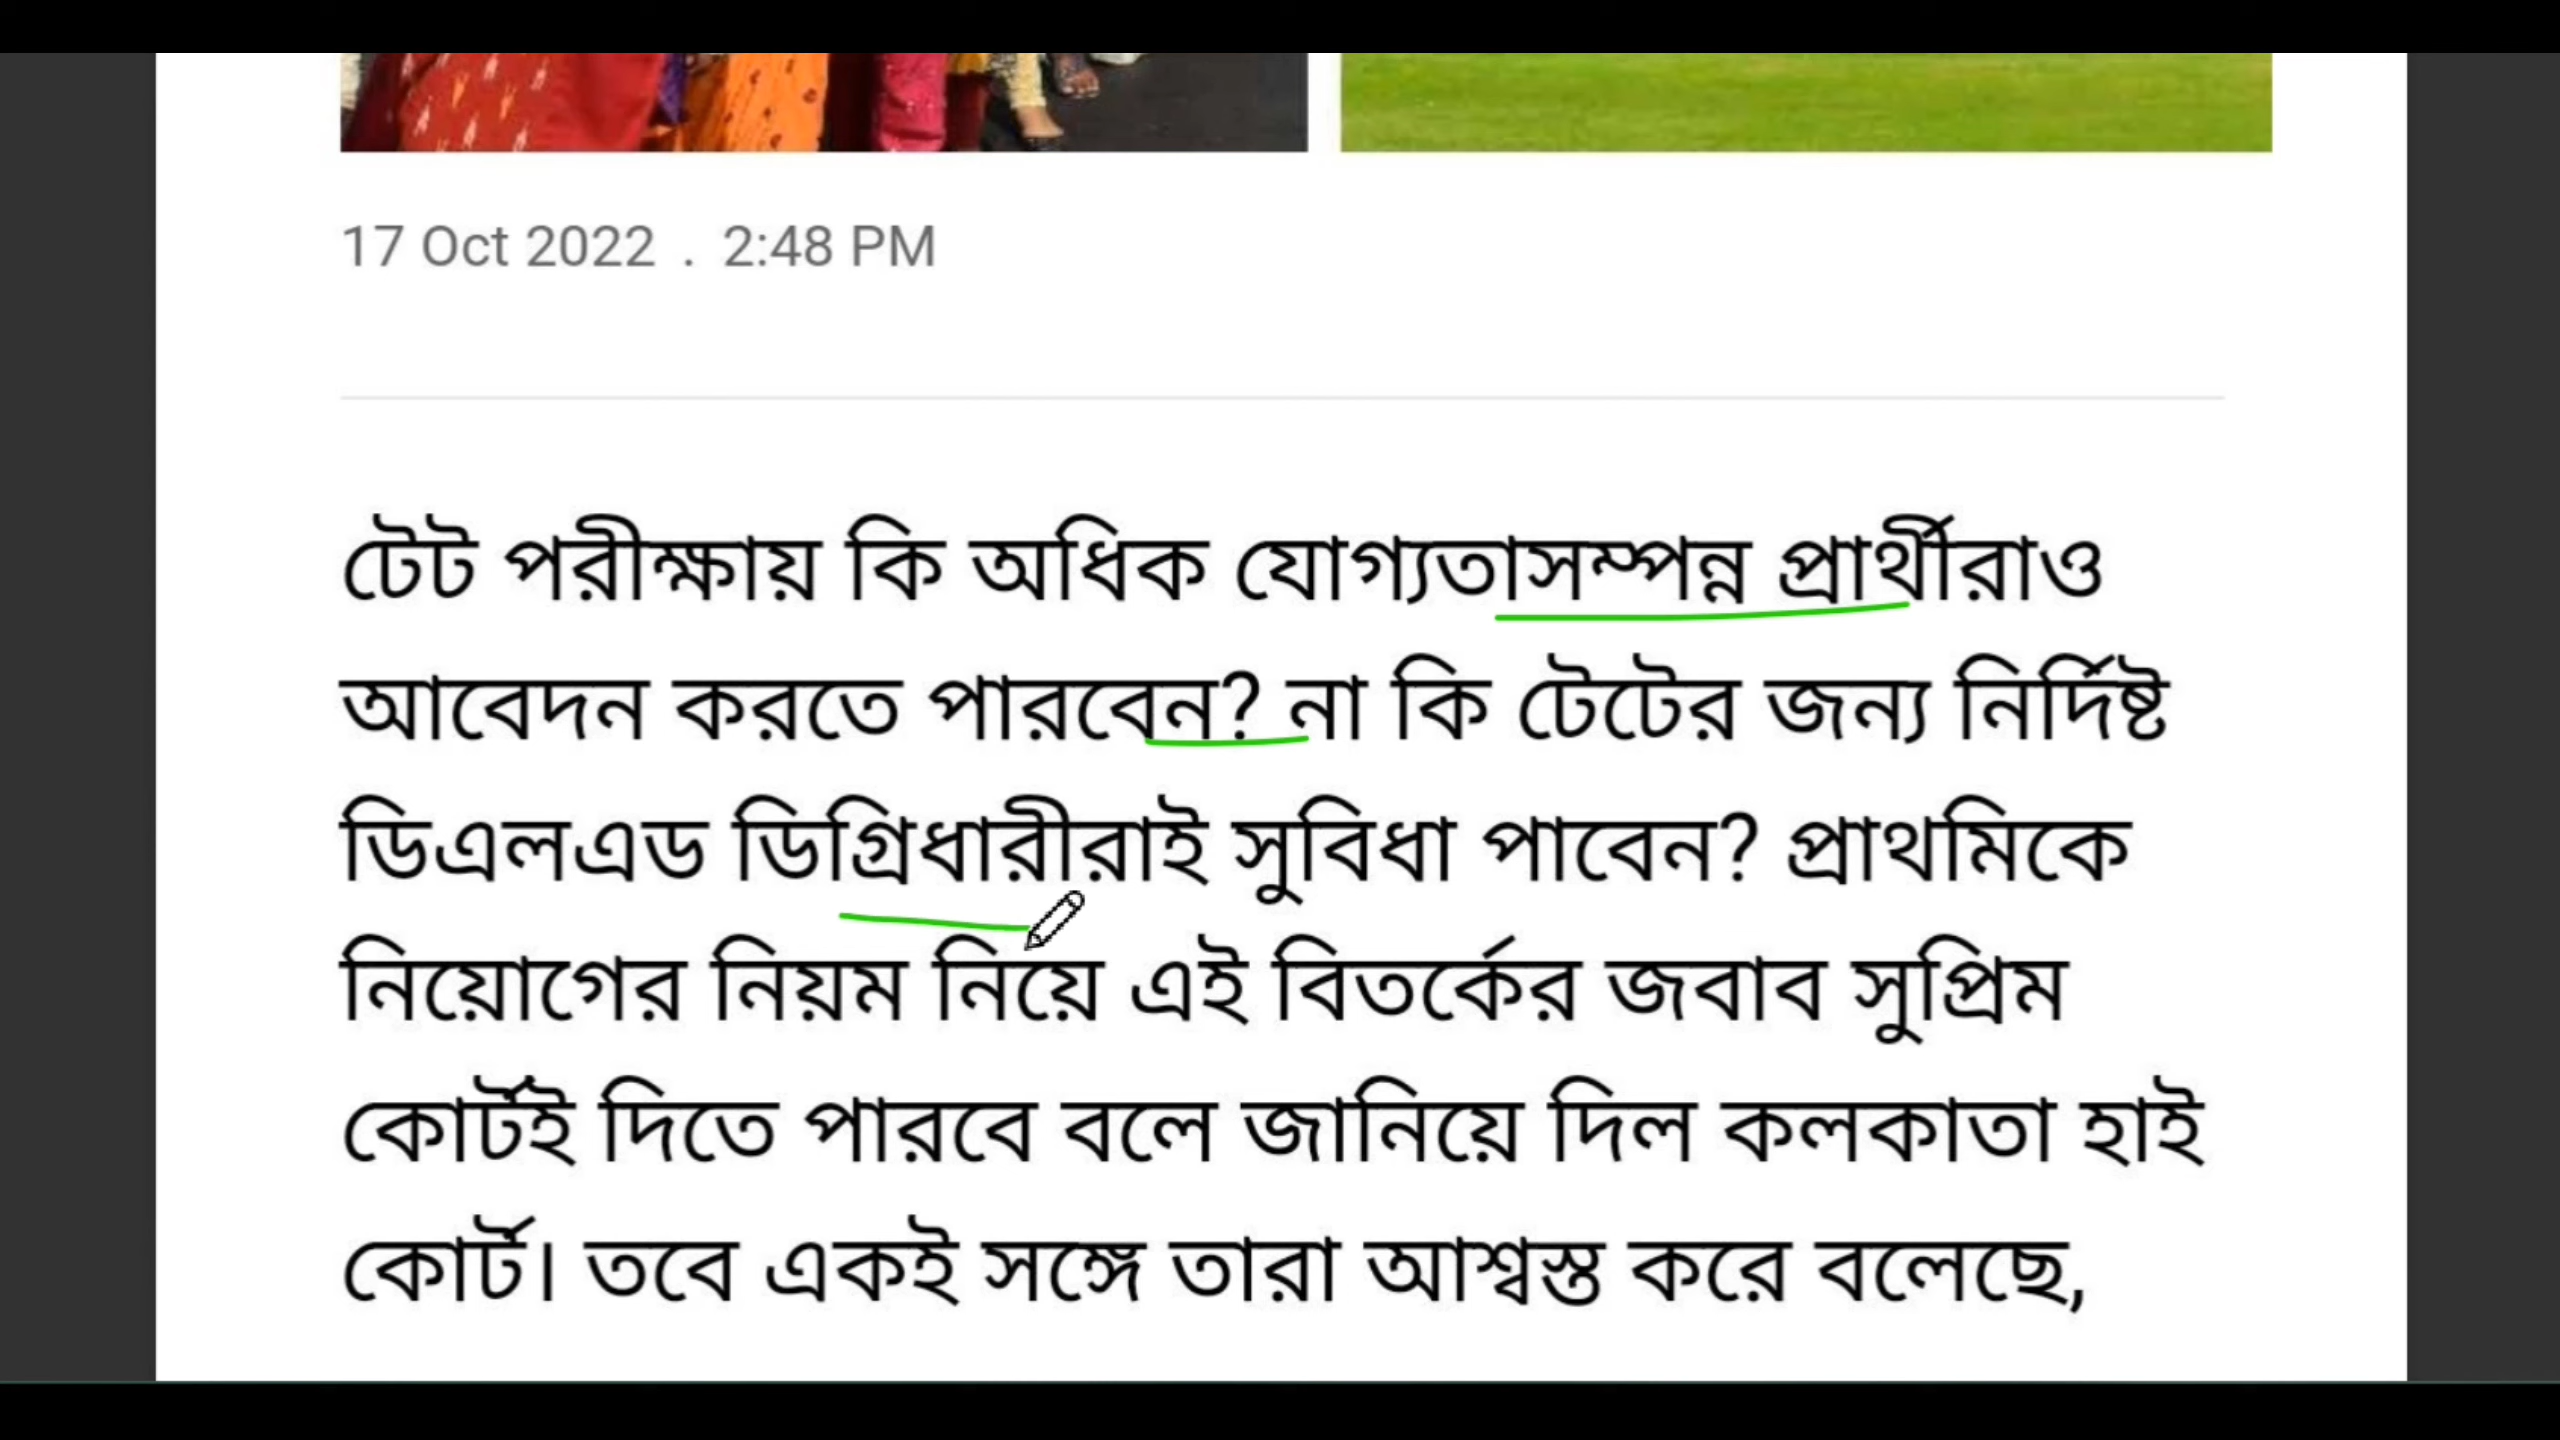 17 Oct 2022 . 2:48 PM
টেট পরীক্ষায় কি অধিক যোগ্যতাসম্পন্ন প্রার্থীরাও
আবেদন করতে পারবেন? না কি টেটের জন্য নির্দিষ্ট
ডিএলএড ডিগ্রিধারীরাই সুবিধা পাবেন? প্রাথমিকে
নিয়োগের নিয়ম নিয়ে এই বিতর্কের জবাব সুপ্রিম
কোর্টই দিতে পারবে বলে জানিয়ে দিল কলকাতা হাই
কোর্ট। তবে একই সঙ্গে তারা আশ্বস্ত করে বলেছে,